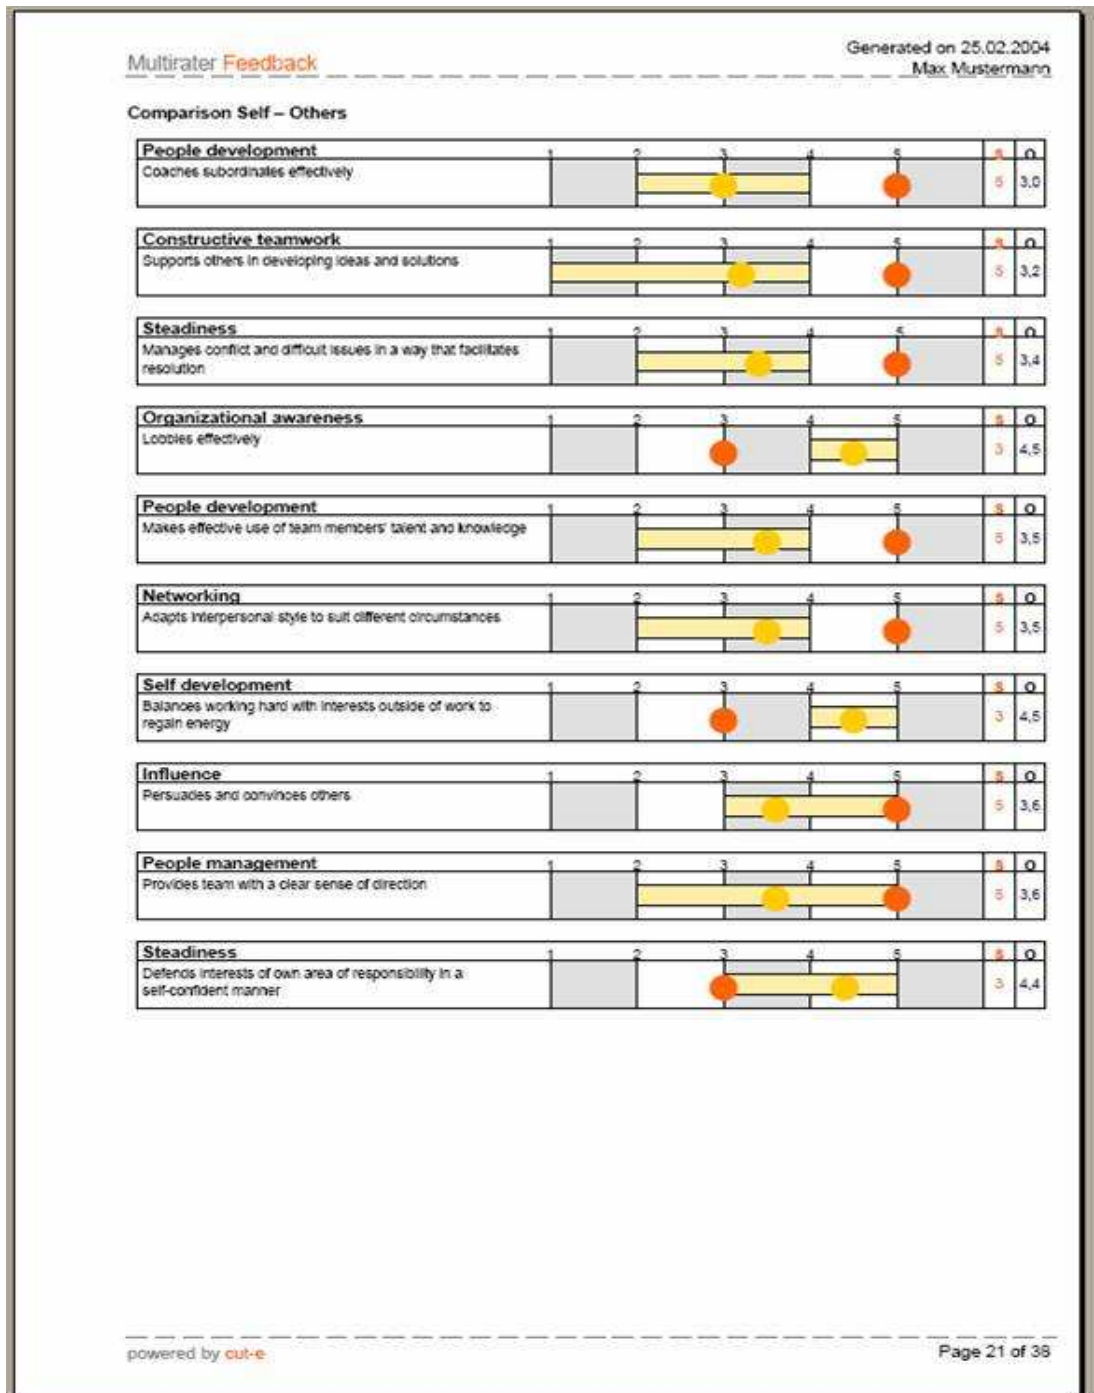 Generated on 25.02.2004
Multirater Feedback
Max Mustermann
Comparison Self – Others
People development 1 2 3 4 5 S O
Coaches subordinates effectively 5 3,0
Constructive teamwork 1 2 3 4 5 S O
Supports others in developing ideas and solutions 5 3,2
Steadiness 1 2 3 4 5 S O
Manages conflict and difficult issues in a way that facilitates
resolution 5 3,4
Organizational awareness 1 2 3 4 5 S O
Lobbies effectively 3 4,5
People development 1 2 3 4 5 S O
Makes effective use of team members' talent and knowledge 5 3,5
Networking 1 2 3 4 5 S O
Adapts interpersonal style to suit different circumstances 5 3,5
Self development 1 2 3 4 5 S O
Balances working hard with interests outside of work to
regain energy 3 4,5
Influence 1 2 3 4 5 S O
Persuades and convinces others 5 3,6
People management 1 2 3 4 5 S O
Provides team with a clear sense of direction 5 3,6
Steadiness 1 2 3 4 5 S O
Defends interests of own area of responsibility in a
self-confident manner 3 4,4
powered by cut-e
Page 21 of 38